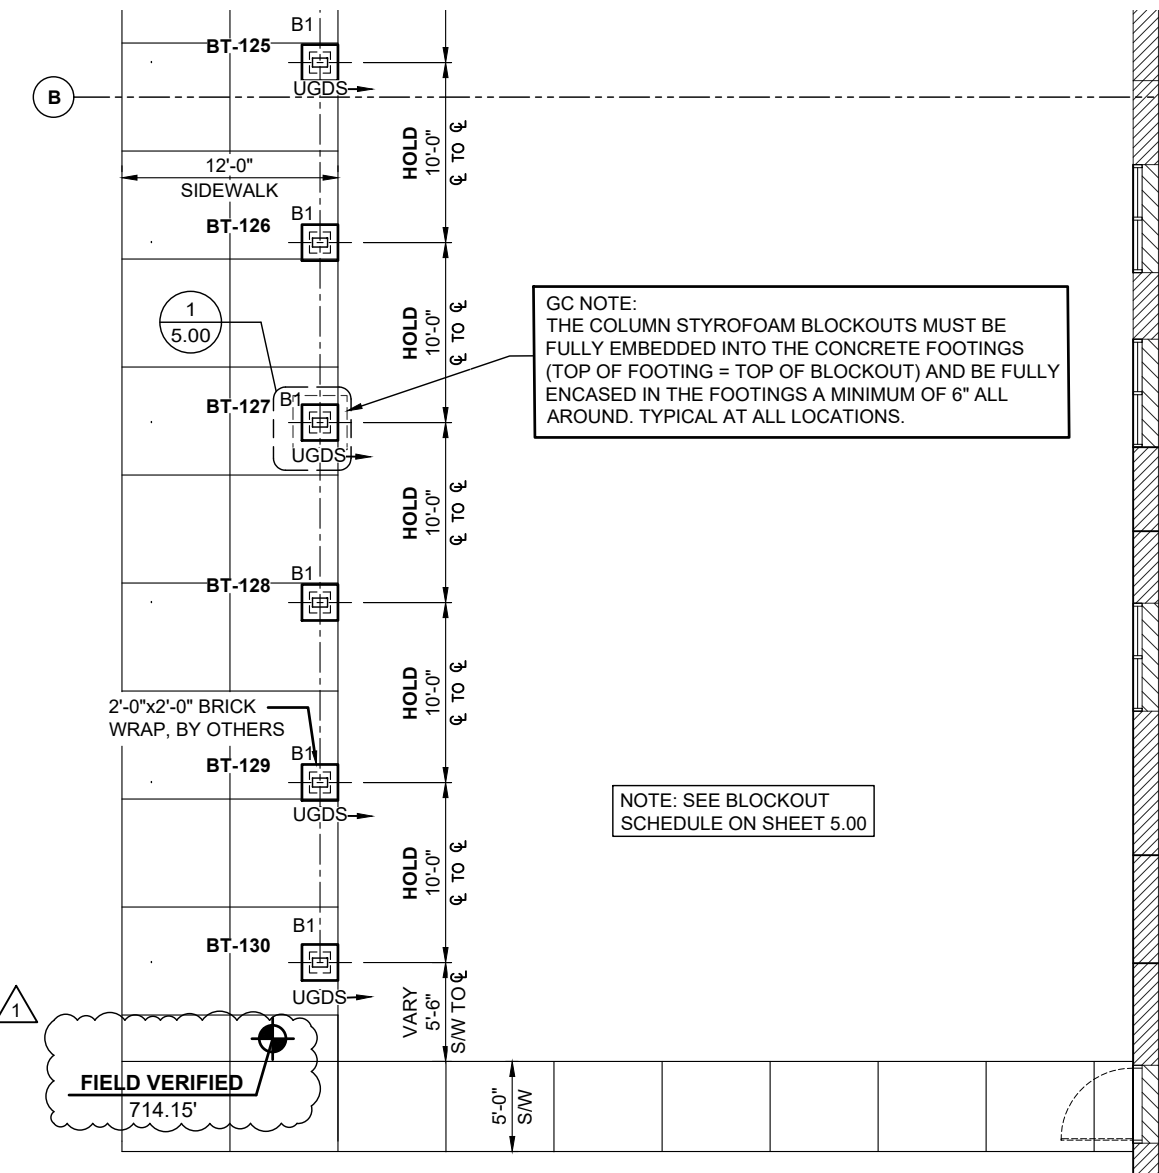 B1
BT-125
UGDS
B
HOLD
10'-0"
℄ TO ℄
12'-0"
SIDEWALK
B1
BT-126
1
5.00
HOLD
10'-0"
℄ TO ℄
GC NOTE:
THE COLUMN STYROFOAM BLOCKOUTS MUST BE
FULLY EMBEDDED INTO THE CONCRETE FOOTINGS
(TOP OF FOOTING = TOP OF BLOCKOUT) AND BE FULLY
ENCASED IN THE FOOTINGS A MINIMUM OF 6" ALL
AROUND. TYPICAL AT ALL LOCATIONS.
B1
BT-127
UGDS
HOLD
10'-0"
℄ TO ℄
B1
BT-128
HOLD
10'-0"
℄ TO ℄
2'-0"x2'-0" BRICK
WRAP, BY OTHERS
B1
BT-129
UGDS
NOTE: SEE BLOCKOUT
SCHEDULE ON SHEET 5.00
HOLD
10'-0"
℄ TO ℄
B1
BT-130
UGDS
VARY
5'-6"
S/W TO ℄
1
FIELD VERIFIED
714.15'
5'-0"
S/W